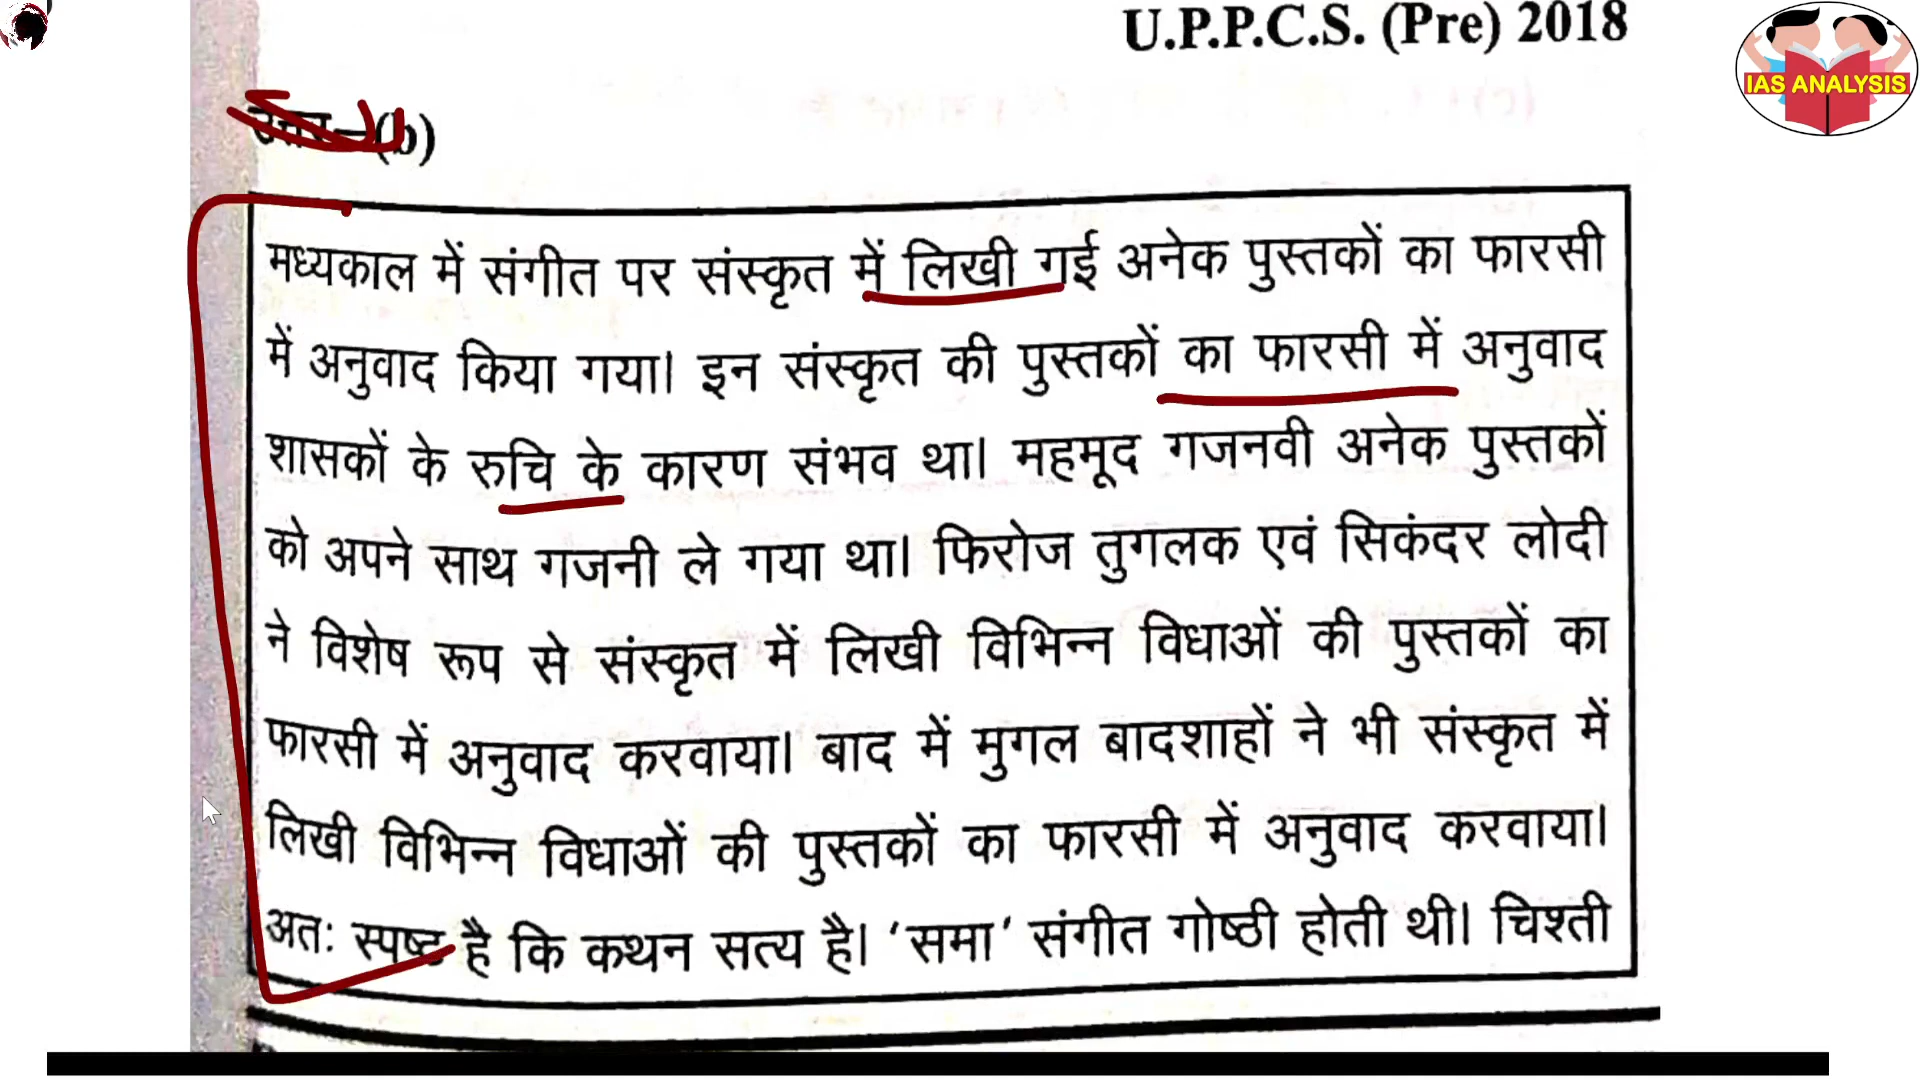 U.P.P.C.S. (Pre) 2018
IAS ANALYSIS
उत्तर—(b)
मध्यकाल में संगीत पर संस्कृत में लिखी गई अनेक पुस्तकों का फारसी
में अनुवाद किया गया। इन संस्कृत की पुस्तकों का फारसी में अनुवाद
शासकों के रुचि के कारण संभव था। महमूद गजनवी अनेक पुस्तकों
को अपने साथ गजनी ले गया था। फिरोज तुगलक एवं सिकंदर लोदी
ने विशेष रूप से संस्कृत में लिखी विभिन्न विधाओं की पुस्तकों का
फारसी में अनुवाद करवाया। बाद में मुगल बादशाहों ने भी संस्कृत में
लिखी विभिन्न विधाओं की पुस्तकों का फारसी में अनुवाद करवाया।
अतः स्पष्ट है कि कथन सत्य है। ‘समा’ संगीत गोष्ठी होती थी। चिश्ती